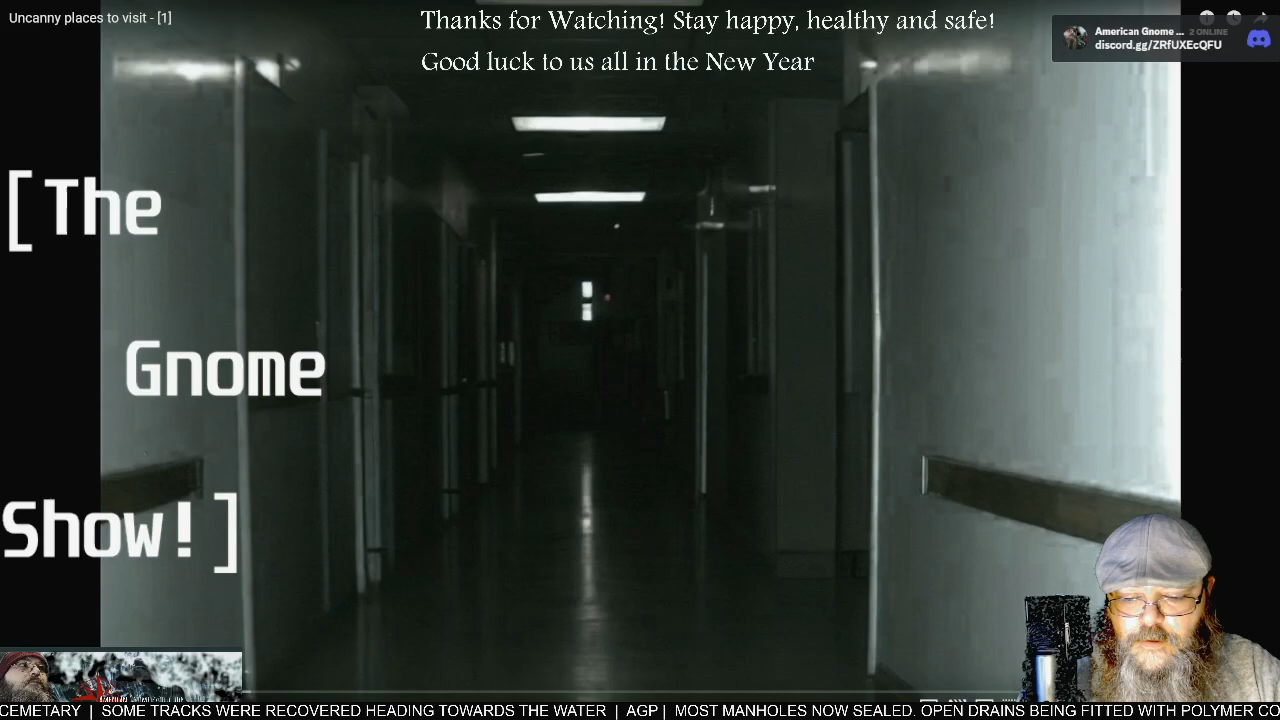 Uncanny places to visit - [1]
Thanks for Watching! Stay happy, healthy and safe!
Good luck to us all in the New Year
American Gnome ... 2 ONLINE
discord.gg/ZRfUXEcQFU
[The
Gnome
Show!]
CEMETARY | SOME TRACKS WERE RECOVERED HEADING TOWARDS THE WATER | AGP | MOST MANHOLES NOW SEALED. OPEN DRAINS BEING FITTED WITH POLYMER CO